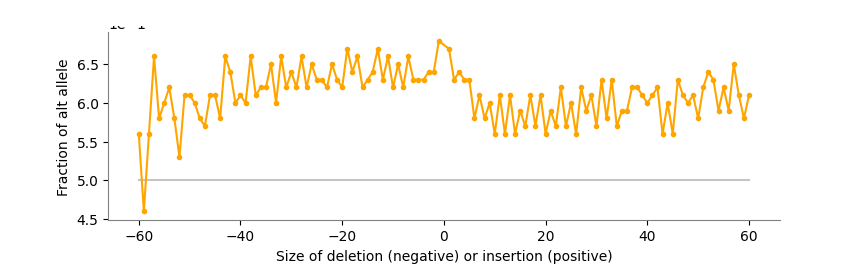 6.5
6.0
5.5
5.0
4.5
Fraction of alt allele
−60 −40 −20 0 20 40 60
Size of deletion (negative) or insertion (positive)